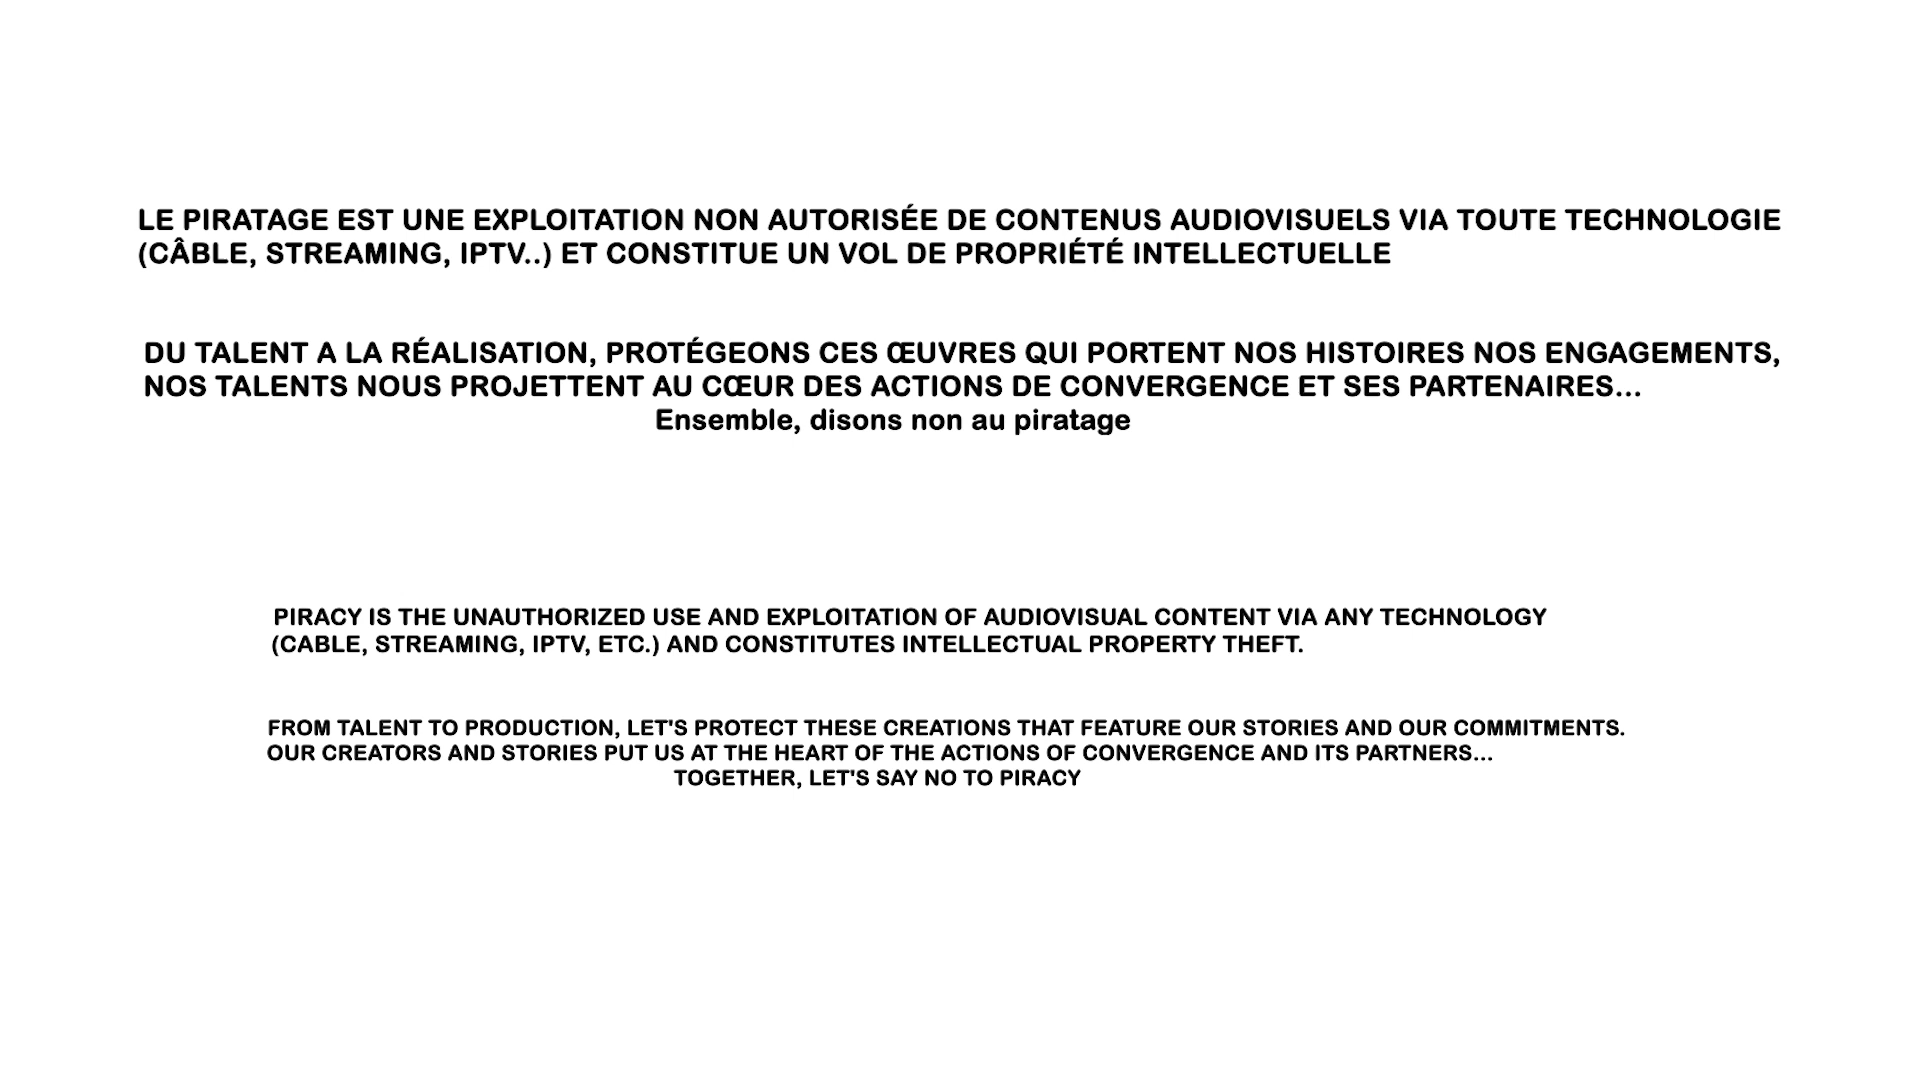 LE PIRATAGE EST UNE EXPLOITATION NON AUTORISÉE DE CONTENUS AUDIOVISUELS VIA TOUTE TECHNOLOGIE
(CÂBLE, STREAMING, IPTV..) ET CONSTITUE UN VOL DE PROPRIÉTÉ INTELLECTUELLE
DU TALENT A LA RÉALISATION, PROTÉGEONS CES ŒUVRES QUI PORTENT NOS HISTOIRES NOS ENGAGEMENTS,
NOS TALENTS NOUS PROJETTENT AU CŒUR DES ACTIONS DE CONVERGENCE ET SES PARTENAIRES...
Ensemble, disons non au piratage
PIRACY IS THE UNAUTHORIZED USE AND EXPLOITATION OF AUDIOVISUAL CONTENT VIA ANY TECHNOLOGY
(CABLE, STREAMING, IPTV, ETC.) AND CONSTITUTES INTELLECTUAL PROPERTY THEFT.
FROM TALENT TO PRODUCTION, LET'S PROTECT THESE CREATIONS THAT FEATURE OUR STORIES AND OUR COMMITMENTS.
OUR CREATORS AND STORIES PUT US AT THE HEART OF THE ACTIONS OF CONVERGENCE AND ITS PARTNERS...
TOGETHER, LET'S SAY NO TO PIRACY